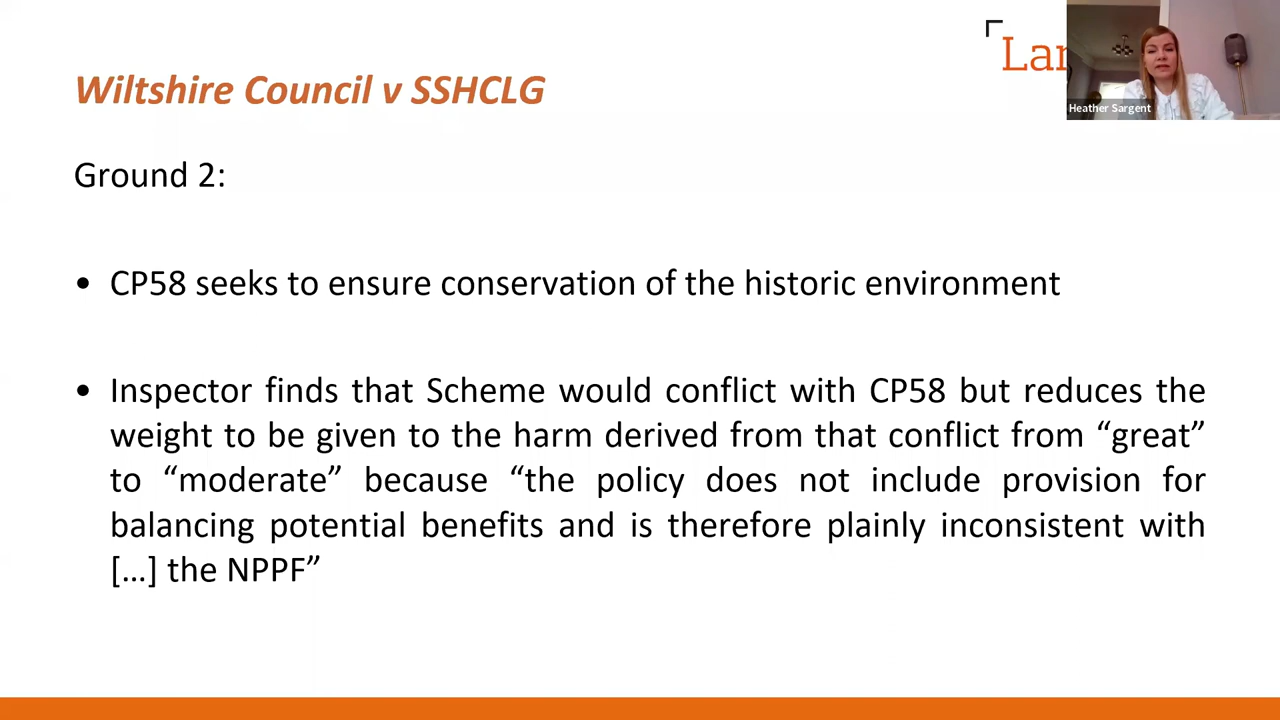 Wiltshire Council v SSHCLG
Lan
Heather Sargent
Ground 2:
• CP58 seeks to ensure conservation of the historic environment
• Inspector finds that Scheme would conflict with CP58 but reduces the
weight to be given to the harm derived from that conflict from “great”
to “moderate” because “the policy does not include provision for
balancing potential benefits and is therefore plainly inconsistent with
[...] the NPPF”